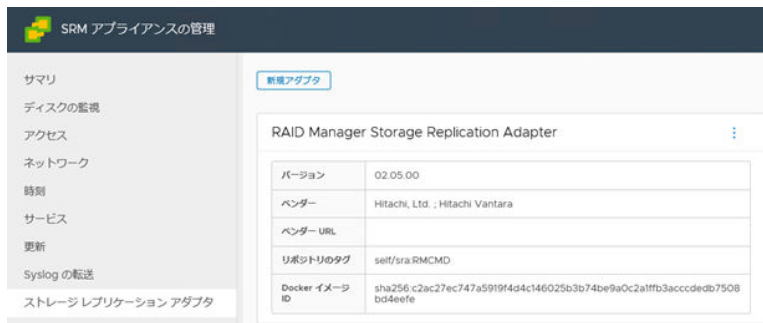 SRM アプライアンスの管理
サマリ
ディスクの監視
アクセス
ネットワーク
時刻
サービス
更新
Syslog の転送
ストレージ レプリケーション アダプタ
新規アダプタ
RAID Manager Storage Replication Adapter
バージョン 02.05.00
ベンダー Hitachi, Ltd. ; Hitachi Vantara
ベンダー URL
リポジトリのタグ self/sra:RMCMD
Docker イメージ ID sha256:c2ac27ec747a5919f4d4c146025b3b74be9a0c2a1ffb3acccdedb7508
bd4eefe